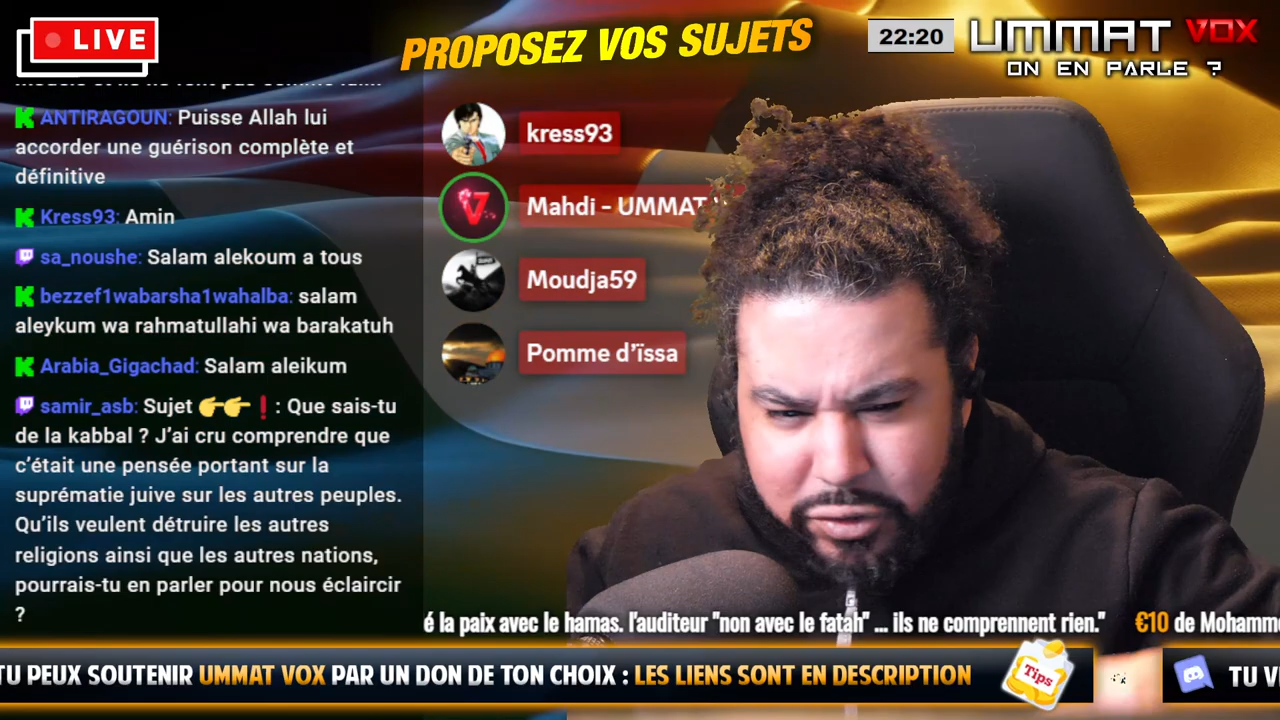 LIVE
PROPOSEZ VOS SUJETS
22:20
UMMAT VOX
ON EN PARLE ?
ANTIRAGOUN: Puisse Allah lui
accorder une guérison complète et
définitive
Kress93: Amin
sa_noushe: Salam alekoum a tous
bezzef1wabarsha1wahalba: salam
aleykum wa rahmatullahi wa barakatuh
Arabia_Gigachad: Salam aleikum
samir_asb: Sujet 👉👉❗: Que sais-tu
de la kabbal ? J'ai cru comprendre que
c'était une pensée portant sur la
suprématie juive sur les autres peuples.
Qu'ils veulent détruire les autres
religions ainsi que les autres nations,
pourrais-tu en parler pour nous éclaircir
?
kress93
Mahdi - UMMAT
Moudja59
Pomme d'ïssa
é la paix avec le hamas. l'auditeur "non avec le fatah" ... ils ne comprennent rien." €10 de Mohamm
TU PEUX SOUTENIR UMMAT VOX PAR UN DON DE TON CHOIX : LES LIENS SONT EN DESCRIPTION
Tips
TU V